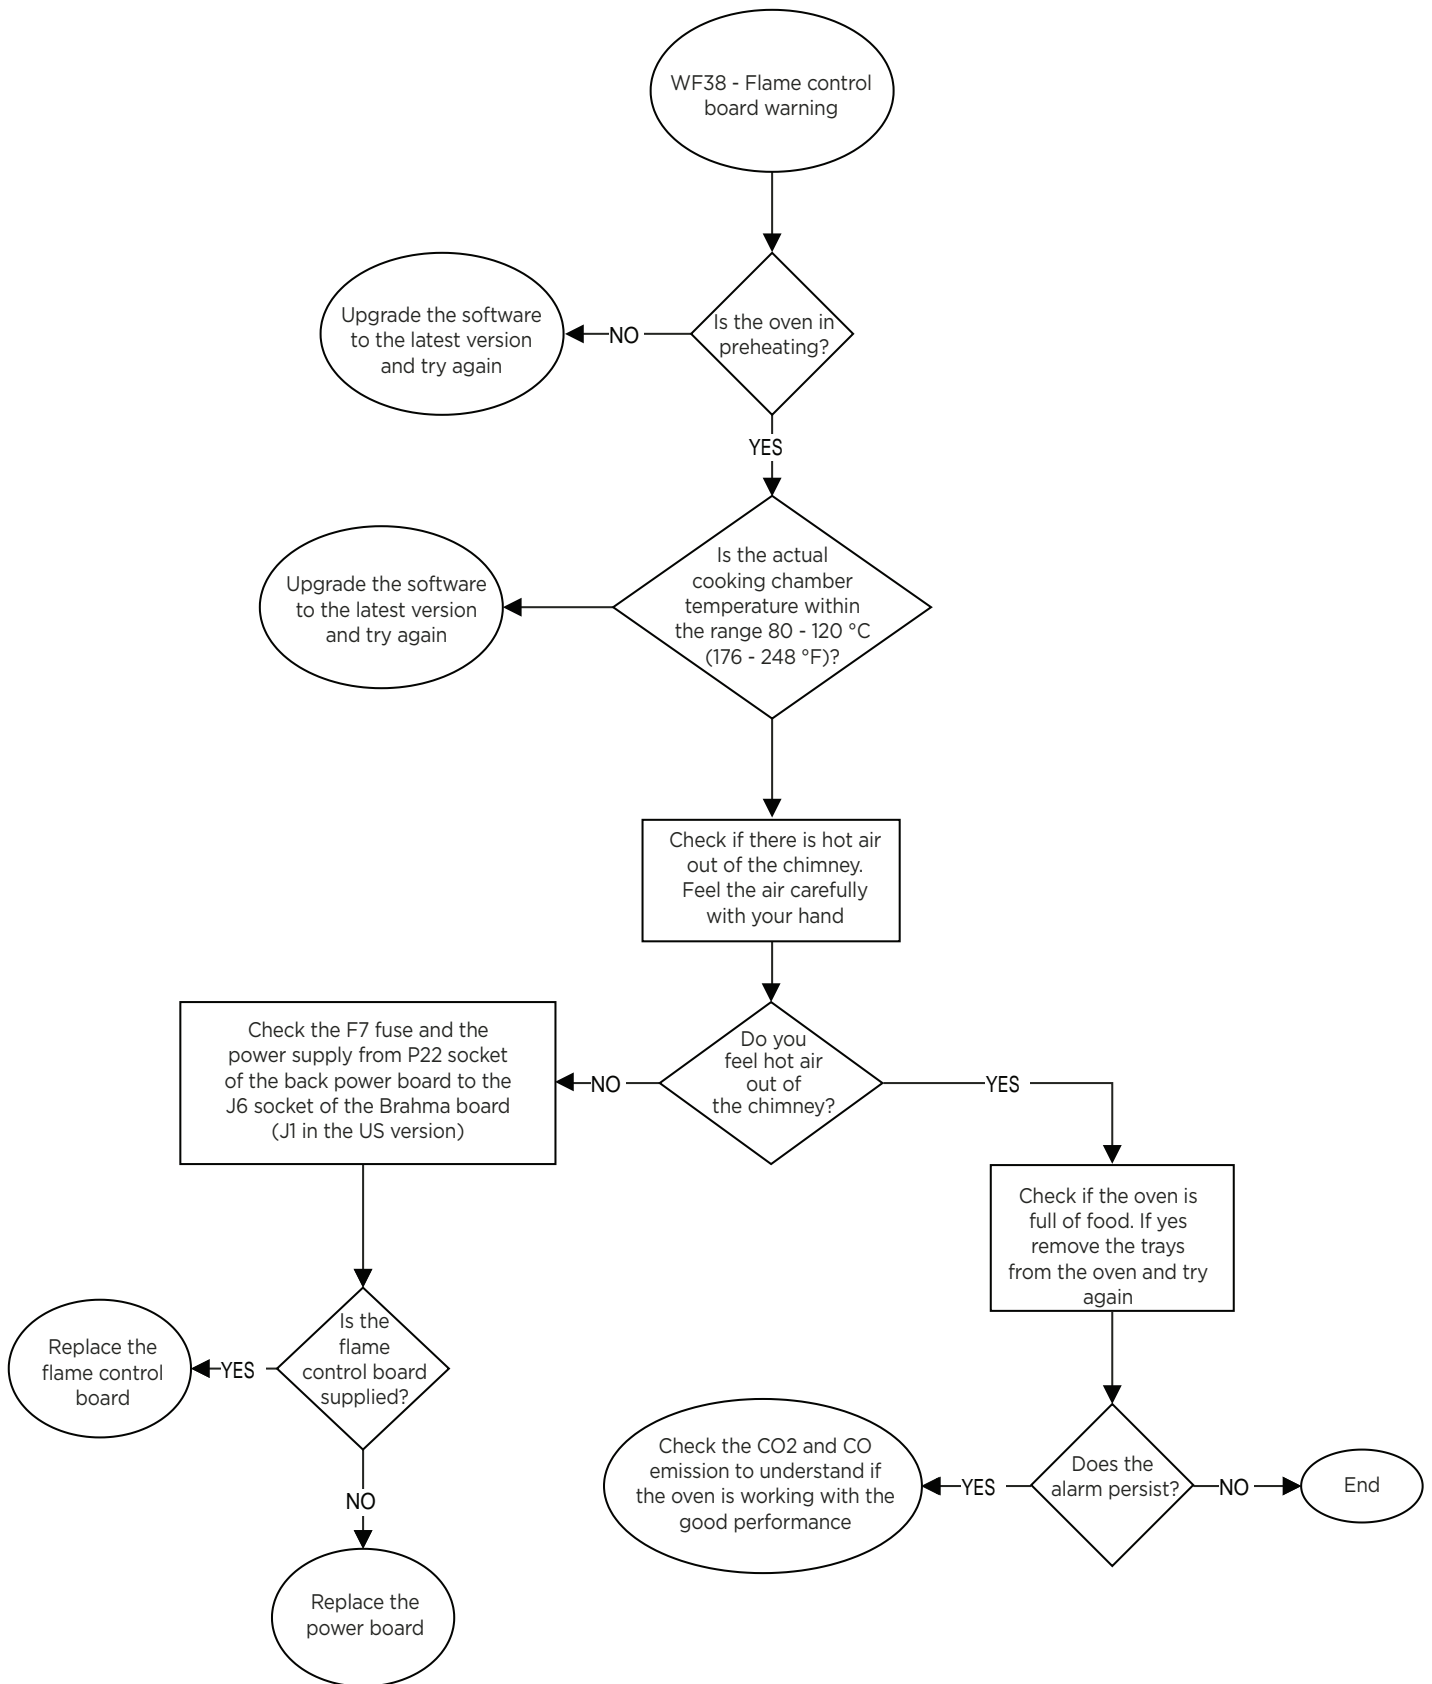 WF38 - Flame control
board warning
Is the oven in
preheating?
NO
Upgrade the software
to the latest version
and try again
YES
Is the actual
cooking chamber
temperature within
the range 80 - 120 °C
(176 - 248 °F)?
Upgrade the software
to the latest version
and try again
Check if there is hot air
out of the chimney.
Feel the air carefully
with your hand
Do you
feel hot air
out of
the chimney?
NO
Check the F7 fuse and the
power supply from P22 socket
of the back power board to the
J6 socket of the Brahma board
(J1 in the US version)
YES
Check if the oven is
full of food. If yes
remove the trays
from the oven and try
again
Is the
flame
control board
supplied?
YES
Replace the
flame control
board
NO
Replace the
power board
Does the
alarm persist?
YES
Check the CO2 and CO
emission to understand if
the oven is working with the
good performance
NO
End